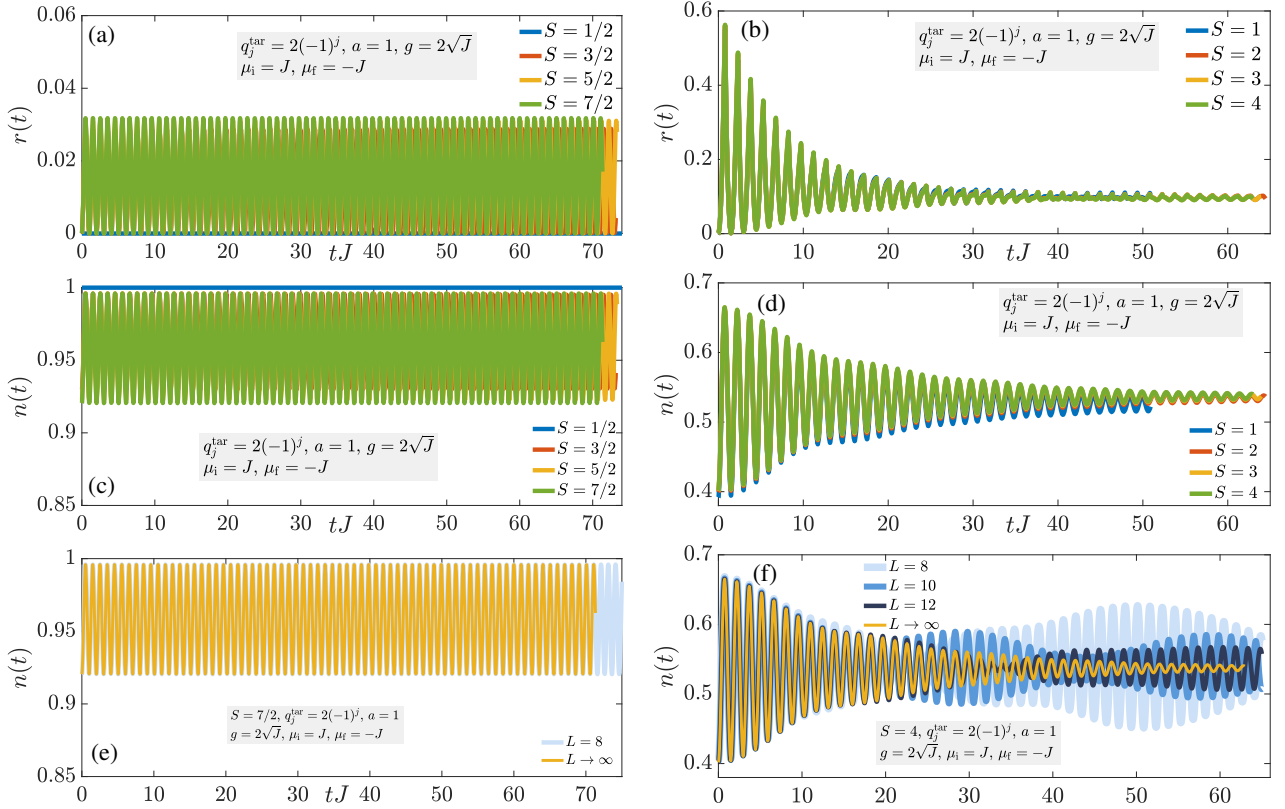 (a)
q_j^tar = 2(−1)^j, a = 1, g = 2√J
μ_i = J, μ_f = −J
S = 1/2
S = 3/2
S = 5/2
S = 7/2
r(t)
0.06
0.04
0.02
0
0 10 20 30 40 50 60 70
tJ
(b)
q_j^tar = 2(−1)^j, a = 1, g = 2√J
μ_i = J, μ_f = −J
S = 1
S = 2
S = 3
S = 4
r(t)
0.6
0.4
0.2
0
0 10 20 30 40 50 60
tJ
(c)
q_j^tar = 2(−1)^j, a = 1, g = 2√J
μ_i = J, μ_f = −J
S = 1/2
S = 3/2
S = 5/2
S = 7/2
n(t)
1
0.95
0.9
0.85
0 10 20 30 40 50 60 70
tJ
(d)
q_j^tar = 2(−1)^j, a = 1, g = 2√J
μ_i = J, μ_f = −J
S = 1
S = 2
S = 3
S = 4
n(t)
0.7
0.6
0.5
0.4
0 10 20 30 40 50 60
tJ
(e)
S = 7/2, q_j^tar = 2(−1)^j, a = 1
g = 2√J, μ_i = J, μ_f = −J
L = 8
L → ∞
n(t)
1
0.95
0.9
0.85
0 10 20 30 40 50 60 70
tJ
(f)
L = 8
L = 10
L = 12
L → ∞
S = 4, q_j^tar = 2(−1)^j, a = 1
g = 2√J, μ_i = J, μ_f = −J
n(t)
0.7
0.6
0.5
0.4
0 10 20 30 40 50 60
tJ